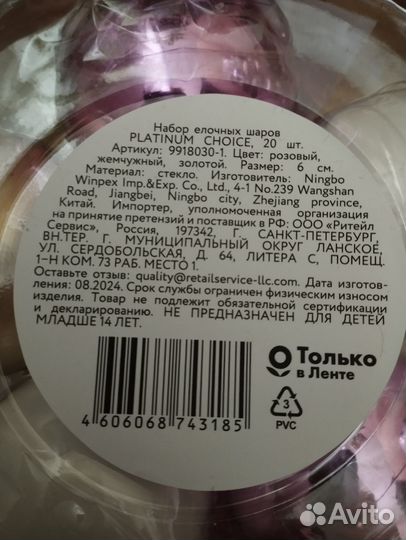 Набор елочных шаров
PLATINUM CHOICE, 20 шт.
Артикул: 9918030-1. Цвет: розовый,
жемчужный, золотой. Размер: 6 см.
Материал: стекло. Изготовитель: Ningbo
Winpex Imp.&Exp. Co., Ltd., 4-1 No.239 Wangshan
Road, Jiangbei, Ningbo city, Zhejiang province,
Китай. Импортер, уполномоченная организация
на принятие претензий и поставщик в РФ: ООО «Ритейл
Сервис», Россия, 197342, Г. САНКТ-ПЕТЕРБУРГ,
ВН.ТЕР. Г. МУНИЦИПАЛЬНЫЙ ОКРУГ ЛАНСКОЕ,
УЛ. СЕРДОБОЛЬСКАЯ, Д. 64, ЛИТЕРА С, ПОМЕЩ.
1-Н КОМ. 73 РАБ. МЕСТО 1.
Оставьте отзыв: quality@retailservice-llc.com. Дата изготов-
ления: 08.2024. Срок службы ограничен физическим износом
изделия. Товар не подлежит обязательной сертификации
и декларированию. НЕ ПРЕДНАЗНАЧЕН ДЛЯ ДЕТЕЙ
МЛАДШЕ 14 ЛЕТ.
Только
в Ленте
3
PVC
4 606068 743185
Avito